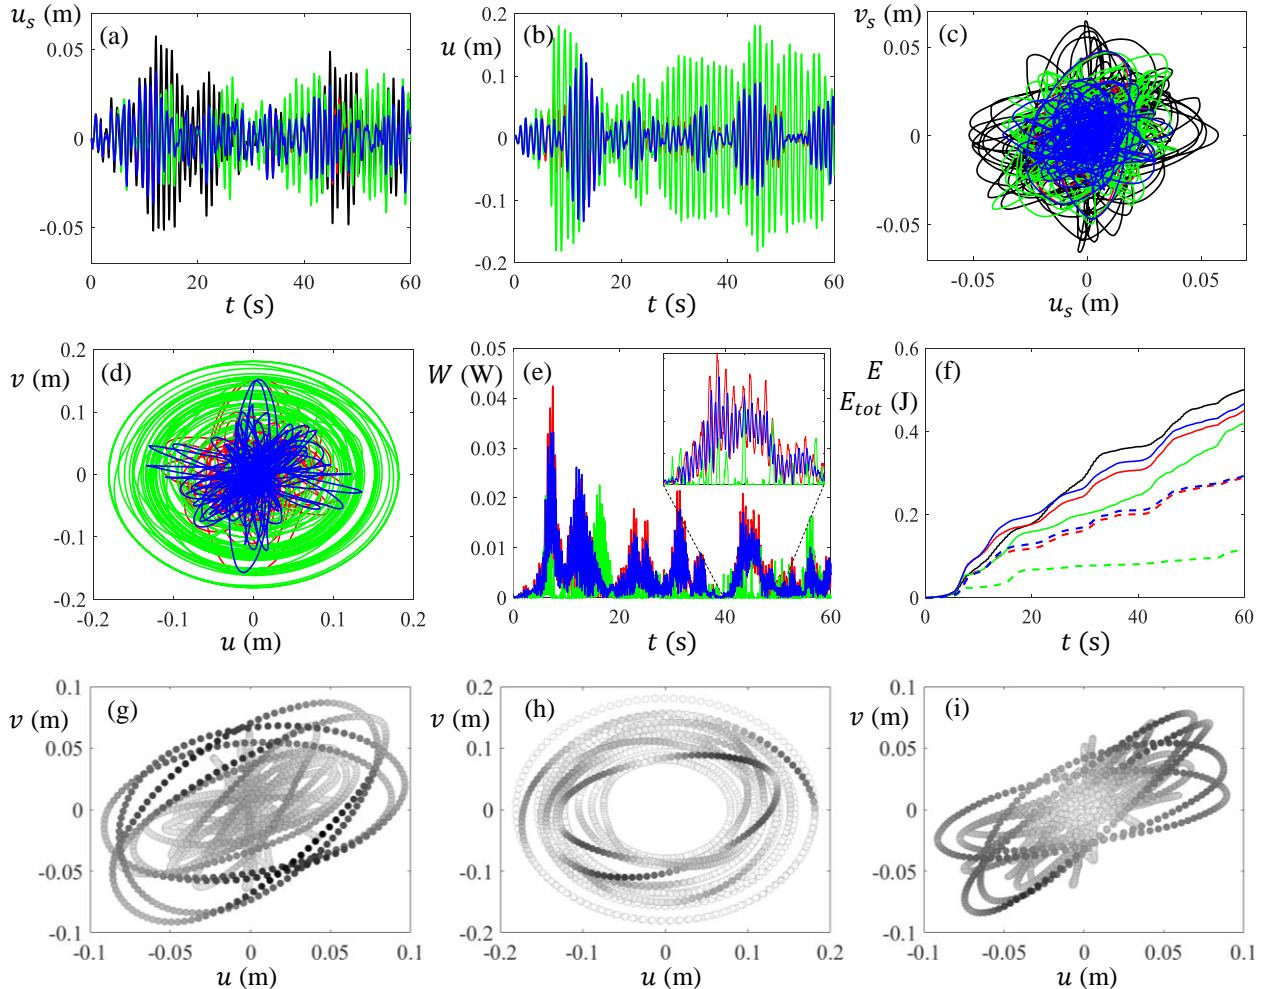 u_s (m) (a)
0.05
0
-0.05
0 20 40 60
t (s)
0.2 (b)
u (m)
0.1
0
-0.1
-0.2
0 20 40 60
t (s)
v_s (m) (c)
0.05
0
-0.05
-0.05 0 0.05
u_s (m)
0.2
v (m) (d)
0.1
0
-0.1
-0.2
-0.2 -0.1 0 0.1 0.2
u (m)
0.05
W (W) (e)
0.04
0.03
0.02
0.01
0
0 20 40 60
t (s)
0.6
E (f)
E_tot (J)
0.4
0.2
0
0 20 40 60
t (s)
0.1
v (m) (g)
0.05
0
-0.05
-0.1
-0.1 -0.05 0 0.05 0.1
u (m)
0.2
v (m) (h)
0.1
0
-0.1
-0.2
-0.2 -0.1 0 0.1 0.2
u (m)
0.1
v (m) (i)
0.05
0
-0.05
-0.1
-0.1 -0.05 0 0.05 0.1
u (m)